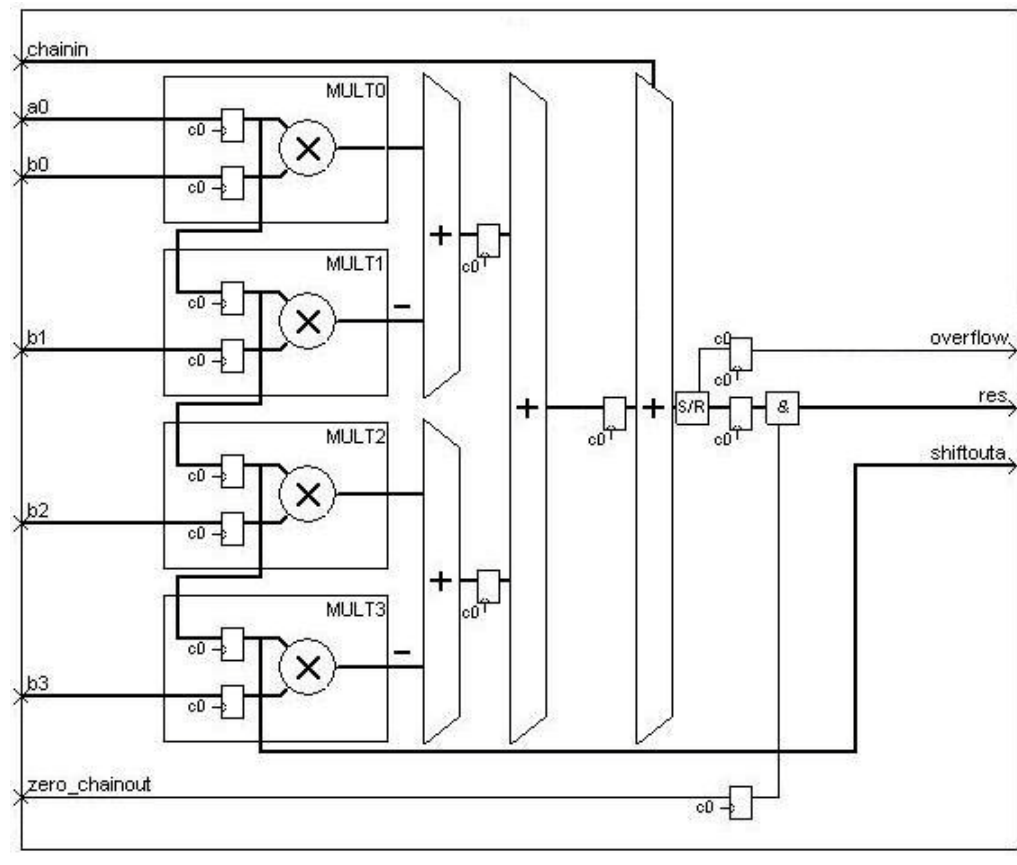 chainin
MULT0
a0
c0
b0
c0
+
c0
MULT1
c0
−
b1
c0
c0
overflow
c0
+
c0
+
S/R
c0
&
res
MULT2
c0
shiftouta
b2
c0
+
c0
MULT3
c0
−
b3
c0
zero_chainout
c0